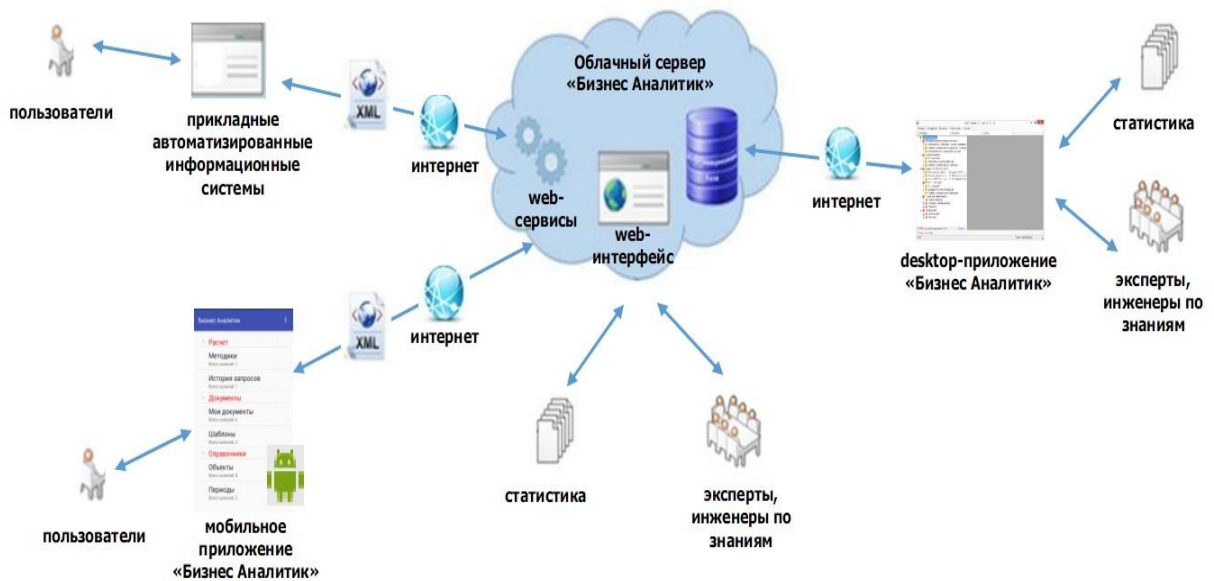 пользователи
прикладные
автоматизированные
информационные
системы
XML
интернет
Облачный сервер
«Бизнес Аналитик»
web-
сервисы
web-
интерфейс
интернет
desktop-приложение
«Бизнес Аналитик»
статистика
эксперты,
инженеры по
знаниям
XML
интернет
Бизнес Аналитик
Расчет
Методики
История запросов
Документы
Мои документы
Шаблоны
Справочники
Объекты
Периоды
пользователи
мобильное
приложение
«Бизнес Аналитик»
статистика
эксперты,
инженеры по
знаниям